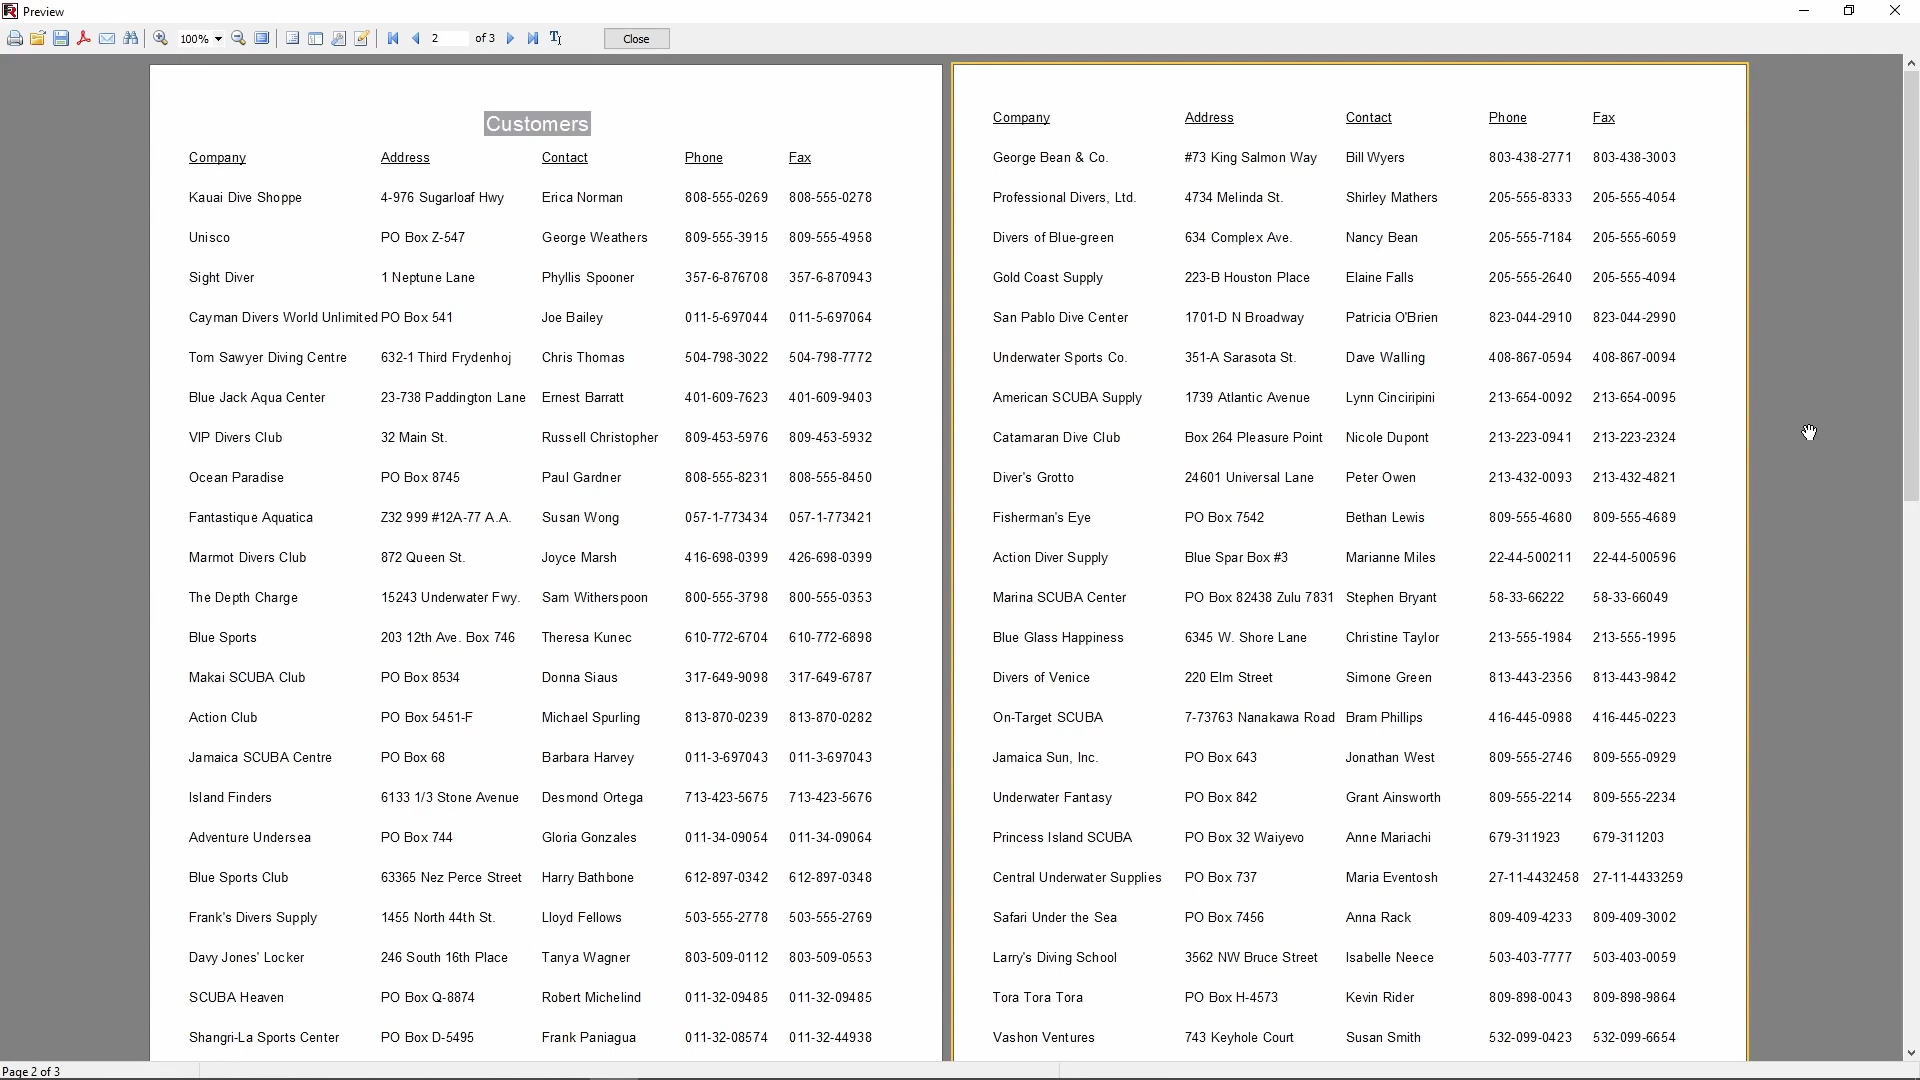 Preview
100% 2 of 3 Close
Customers
Company Address Contact Phone Fax
Kauai Dive Shoppe 4-976 Sugarloaf Hwy Erica Norman 808-555-0269 808-555-0278
Unisco PO Box Z-547 George Weathers 809-555-3915 809-555-4958
Sight Diver 1 Neptune Lane Phyllis Spooner 357-6-876708 357-6-870943
Cayman Divers World Unlimited PO Box 541 Joe Bailey 011-5-697044 011-5-697064
Tom Sawyer Diving Centre 632-1 Third Frydenhoj Chris Thomas 504-798-3022 504-798-7772
Blue Jack Aqua Center 23-738 Paddington Lane Ernest Barratt 401-609-7623 401-609-9403
VIP Divers Club 32 Main St. Russell Christopher 809-453-5976 809-453-5932
Ocean Paradise PO Box 8745 Paul Gardner 808-555-8231 808-555-8450
Fantastique Aquatica Z32 999 #12A-77 A.A. Susan Wong 057-1-773434 057-1-773421
Marmot Divers Club 872 Queen St. Joyce Marsh 416-698-0399 426-698-0399
The Depth Charge 15243 Underwater Fwy. Sam Witherspoon 800-555-3798 800-555-0353
Blue Sports 203 12th Ave. Box 746 Theresa Kunec 610-772-6704 610-772-6898
Makai SCUBA Club PO Box 8534 Donna Siaus 317-649-9098 317-649-6787
Action Club PO Box 5451-F Michael Spurling 813-870-0239 813-870-0282
Jamaica SCUBA Centre PO Box 68 Barbara Harvey 011-3-697043 011-3-697043
Island Finders 6133 1/3 Stone Avenue Desmond Ortega 713-423-5675 713-423-5676
Adventure Undersea PO Box 744 Gloria Gonzales 011-34-09054 011-34-09064
Blue Sports Club 63365 Nez Perce Street Harry Bathbone 612-897-0342 612-897-0348
Frank's Divers Supply 1455 North 44th St. Lloyd Fellows 503-555-2778 503-555-2769
Davy Jones' Locker 246 South 16th Place Tanya Wagner 803-509-0112 803-509-0553
SCUBA Heaven PO Box Q-8874 Robert Michelind 011-32-09485 011-32-09485
Shangri-La Sports Center PO Box D-5495 Frank Paniagua 011-32-08574 011-32-44938
Company Address Contact Phone Fax
George Bean & Co. #73 King Salmon Way Bill Wyers 803-438-2771 803-438-3003
Professional Divers, Ltd. 4734 Melinda St. Shirley Mathers 205-555-8333 205-555-4054
Divers of Blue-green 634 Complex Ave. Nancy Bean 205-555-7184 205-555-6059
Gold Coast Supply 223-B Houston Place Elaine Falls 205-555-2640 205-555-4094
San Pablo Dive Center 1701-D N Broadway Patricia O'Brien 823-044-2910 823-044-2990
Underwater Sports Co. 351-A Sarasota St. Dave Walling 408-867-0594 408-867-0094
American SCUBA Supply 1739 Atlantic Avenue Lynn Cinciripini 213-654-0092 213-654-0095
Catamaran Dive Club Box 264 Pleasure Point Nicole Dupont 213-223-0941 213-223-2324
Diver's Grotto 24601 Universal Lane Peter Owen 213-432-0093 213-432-4821
Fisherman's Eye PO Box 7542 Bethan Lewis 809-555-4680 809-555-4689
Action Diver Supply Blue Spar Box #3 Marianne Miles 22-44-500211 22-44-500596
Marina SCUBA Center PO Box 82438 Zulu 7831 Stephen Bryant 58-33-66222 58-33-66049
Blue Glass Happiness 6345 W. Shore Lane Christine Taylor 213-555-1984 213-555-1995
Divers of Venice 220 Elm Street Simone Green 813-443-2356 813-443-9842
On-Target SCUBA 7-73763 Nanakawa Road Bram Phillips 416-445-0988 416-445-0223
Jamaica Sun, Inc. PO Box 643 Jonathan West 809-555-2746 809-555-0929
Underwater Fantasy PO Box 842 Grant Ainsworth 809-555-2214 809-555-2234
Princess Island SCUBA PO Box 32 Waiyevo Anne Mariachi 679-311923 679-311203
Central Underwater Supplies PO Box 737 Maria Eventosh 27-11-4432458 27-11-4433259
Safari Under the Sea PO Box 7456 Anna Rack 809-409-4233 809-409-3002
Larry's Diving School 3562 NW Bruce Street Isabelle Neece 503-403-7777 503-403-0059
Tora Tora Tora PO Box H-4573 Kevin Rider 809-898-0043 809-898-9864
Vashon Ventures 743 Keyhole Court Susan Smith 532-099-0423 532-099-6654
Page 2 of 3